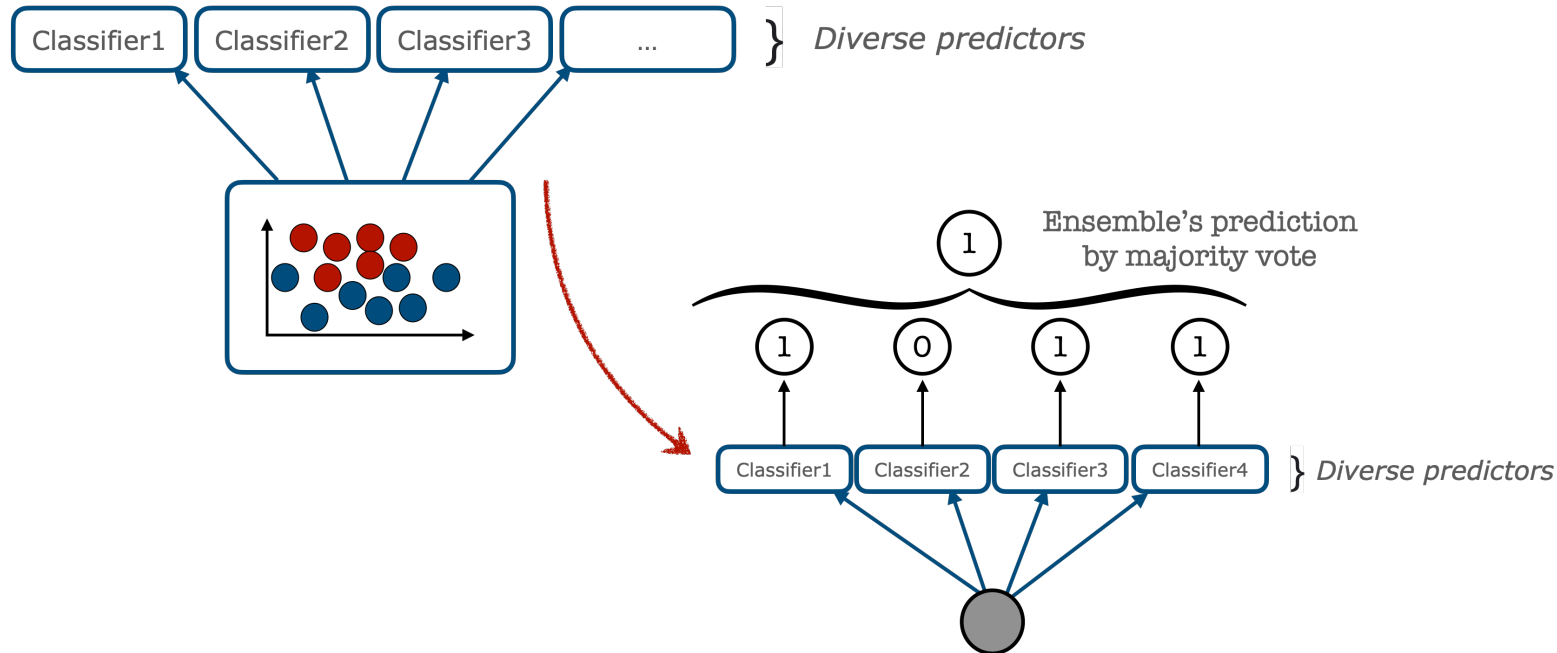 Classifier1
Classifier2
Classifier3
...
} Diverse predictors
1
Ensemble's prediction
by majority vote
1
0
1
1
Classifier1
Classifier2
Classifier3
Classifier4
} Diverse predictors